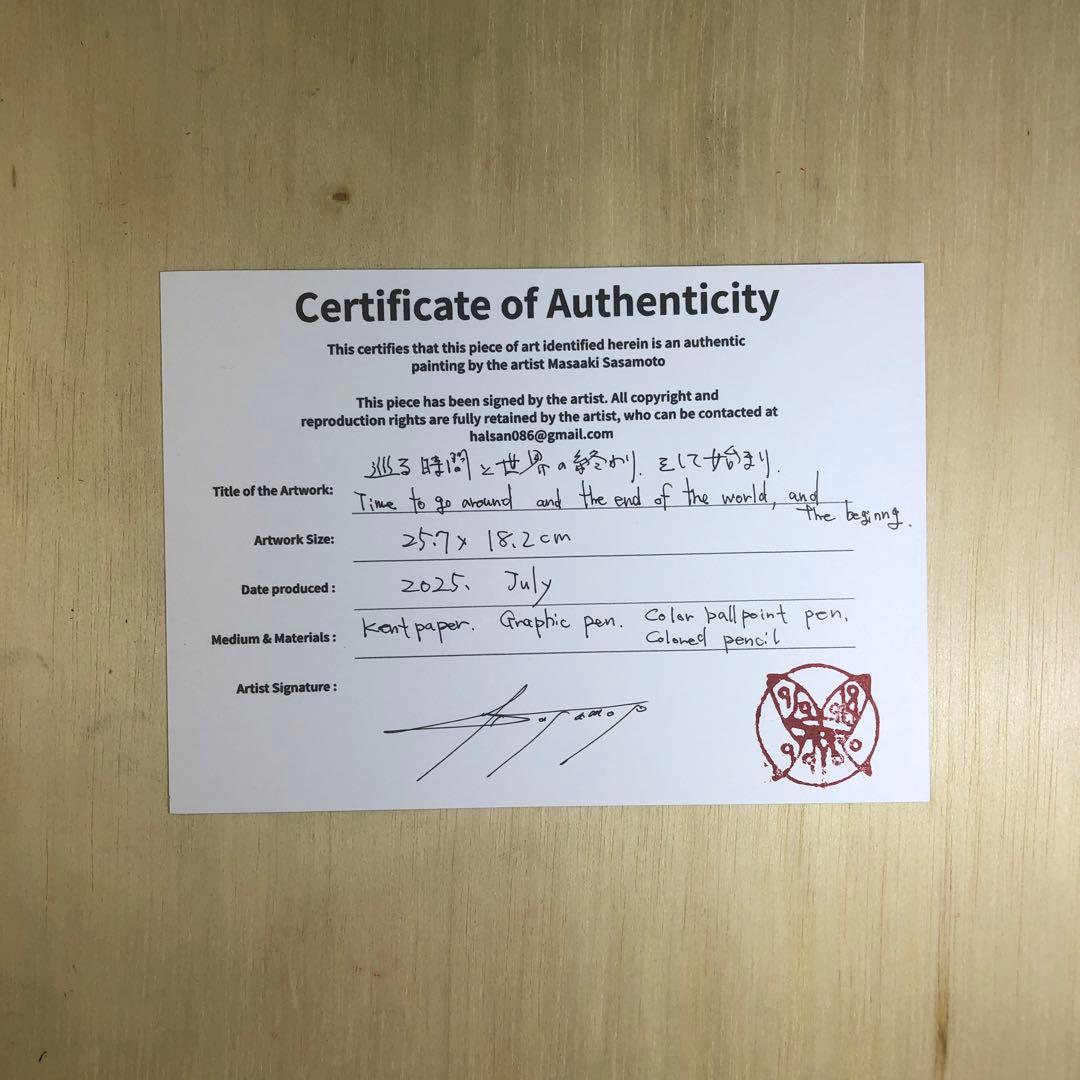 Certificate of Authenticity
This certifies that this piece of art identified herein is an authentic
painting by the artist Masaaki Sasamoto
This piece has been signed by the artist. All copyright and
reproduction rights are fully retained by the artist, who can be contacted at
halsan086@gmail.com
巡る時間と世界の終わり.そして始まり.
Title of the Artwork: Time to go around and the end of the world, and
the beginng.
Artwork Size: 25.7 x 18.2cm
Date produced : 2025. July
Medium & Materials : Kent paper. Graphic pen. Color ballpoint pen.
Colored pencil
Artist Signature :